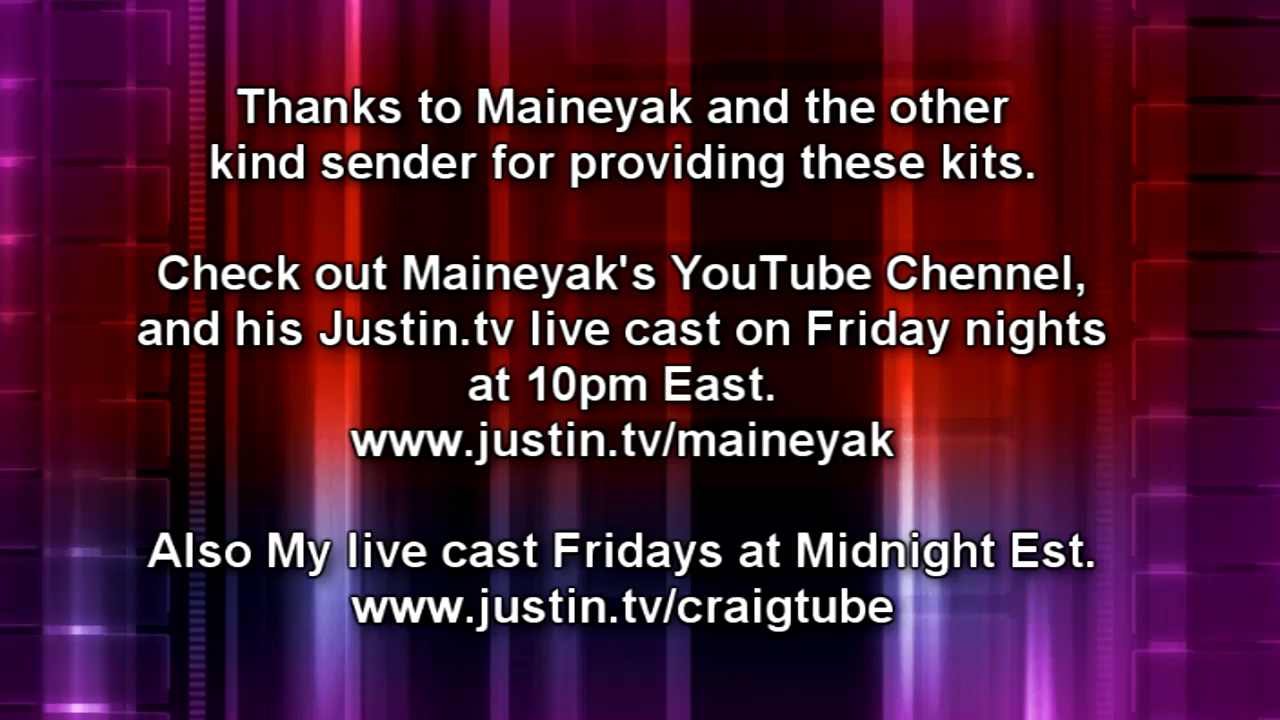 Thanks to Maineyak and the other
kind sender for providing these kits.
Check out Maineyak's YouTube Chennel,
and his Justin.tv live cast on Friday nights
at 10pm East.
www.justin.tv/maineyak
Also My live cast Fridays at Midnight Est.
www.justin.tv/craigtube